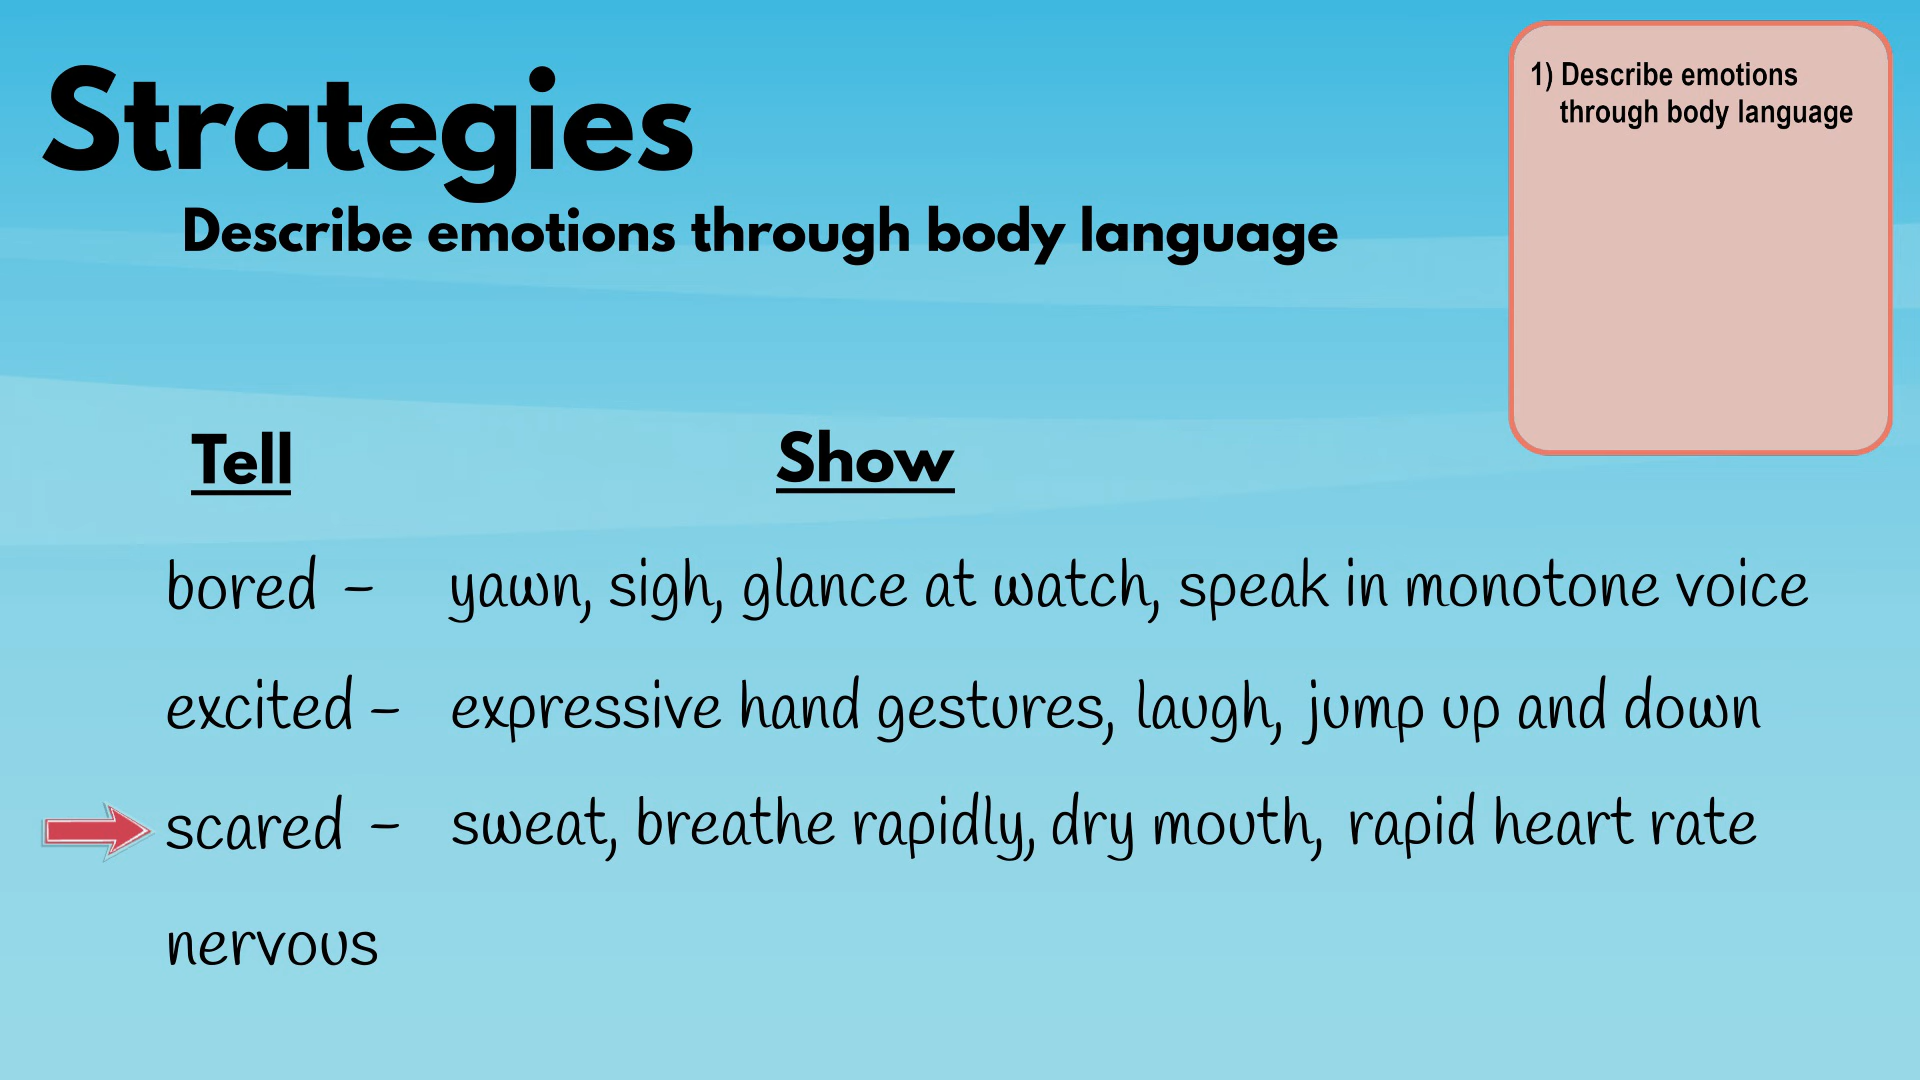 Strategies
Describe emotions through body language
1) Describe emotions
through body language
Tell Show
bored – yawn, sigh, glance at watch, speak in monotone voice
excited – expressive hand gestures, laugh, jump up and down
scared – sweat, breathe rapidly, dry mouth, rapid heart rate
nervous